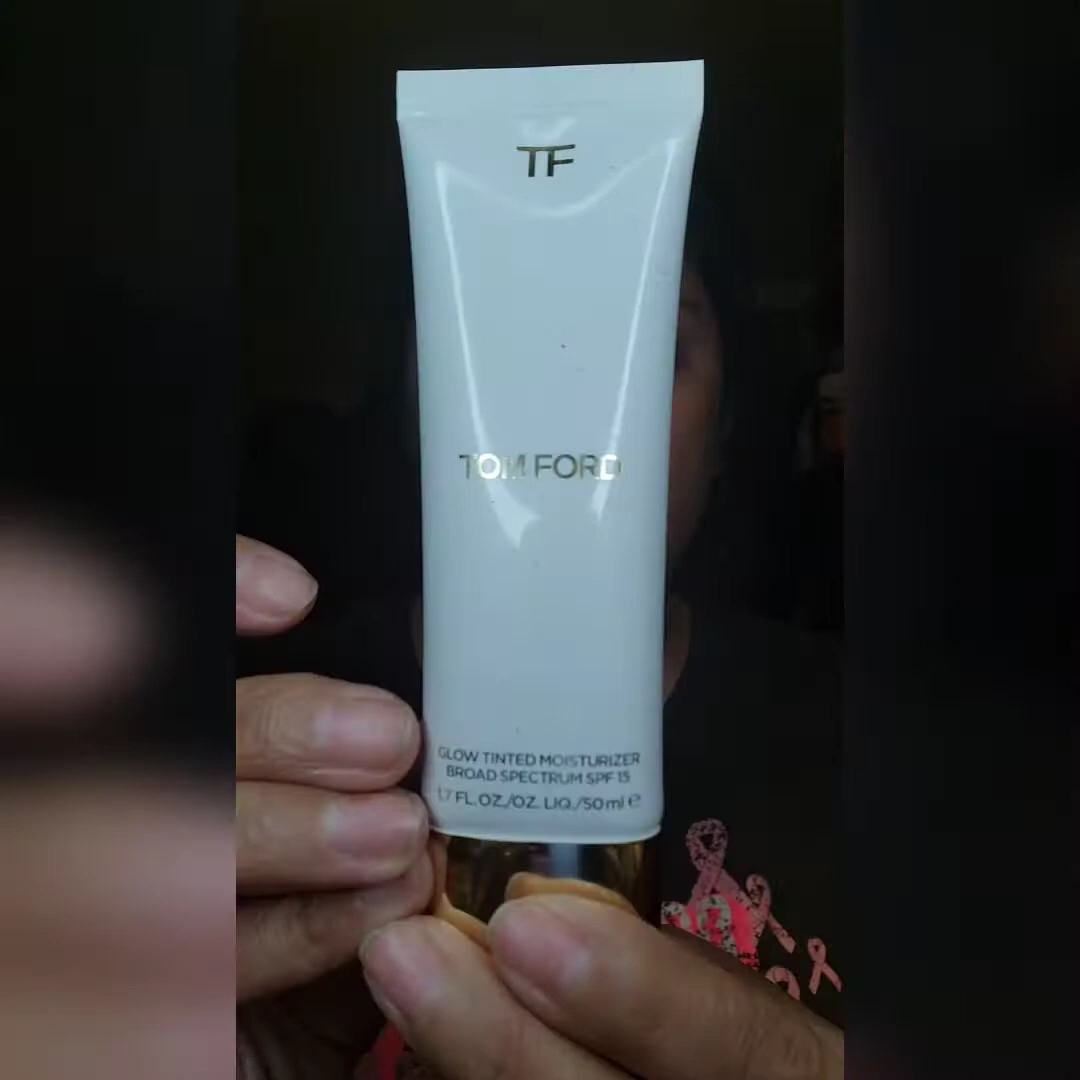 TF
TOM FORD
GLOW TINTED MOISTURIZER
BROAD SPECTRUM SPF 15
1.7 FL.OZ./OZ. LIQ./50 ml ℮